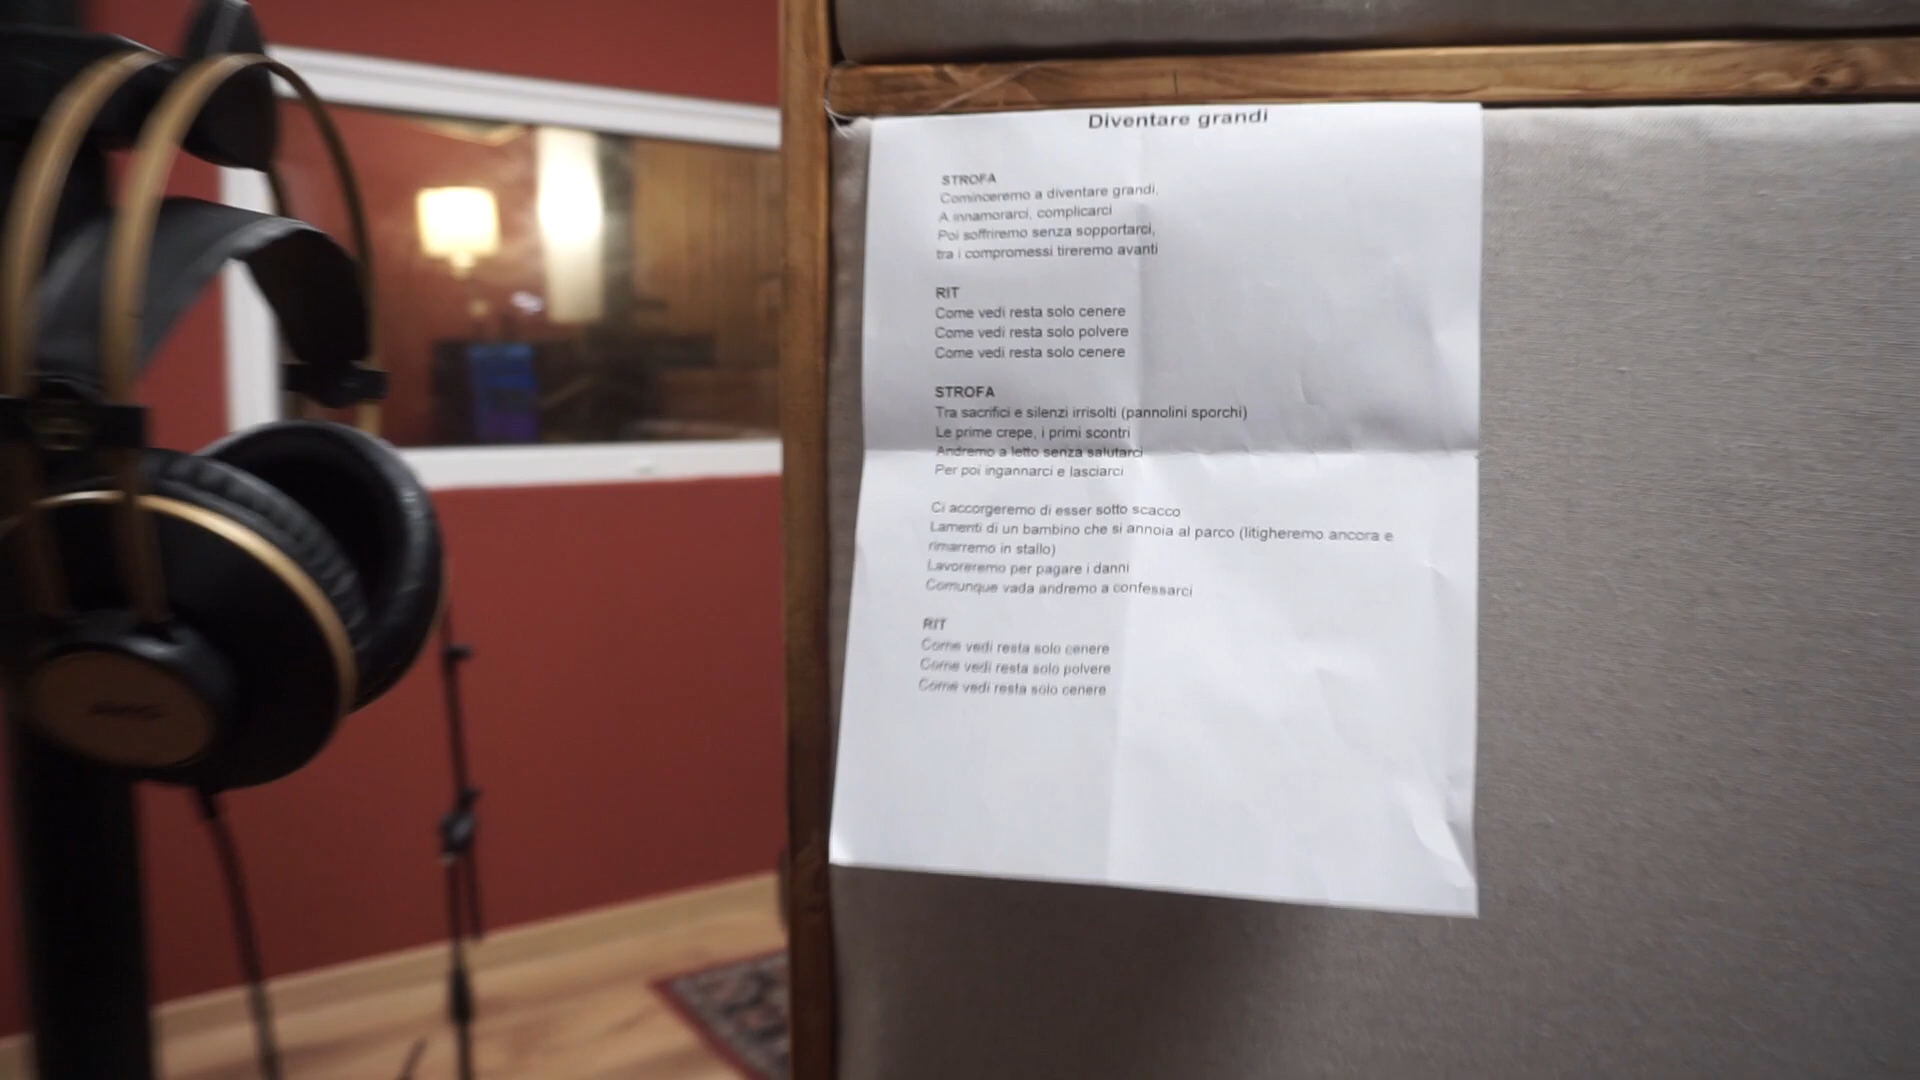 Diventare grandi
STROFA
Cominceremo a diventare grandi,
A innamorarci, complicarci
Poi soffriremo senza sopportarci,
tra i compromessi tireremo avanti
RIT
Come vedi resta solo cenere
Come vedi resta solo polvere
Come vedi resta solo cenere
STROFA
Tra sacrifici e silenzi irrisolti (pannolini sporchi)
Le prime crepe, i primi scontri
Andremo a letto senza salutarci
Per poi ingannarci e lasciarci
Ci accorgeremo di esser sotto scacco
Lamenti di un bambino che si annoia al parco (litigheremo ancora e
rimarremo in stallo)
Lavoreremo per pagare i danni
Comunque vada andremo a confessarci
RIT
Come vedi resta solo cenere
Come vedi resta solo polvere
Come vedi resta solo cenere